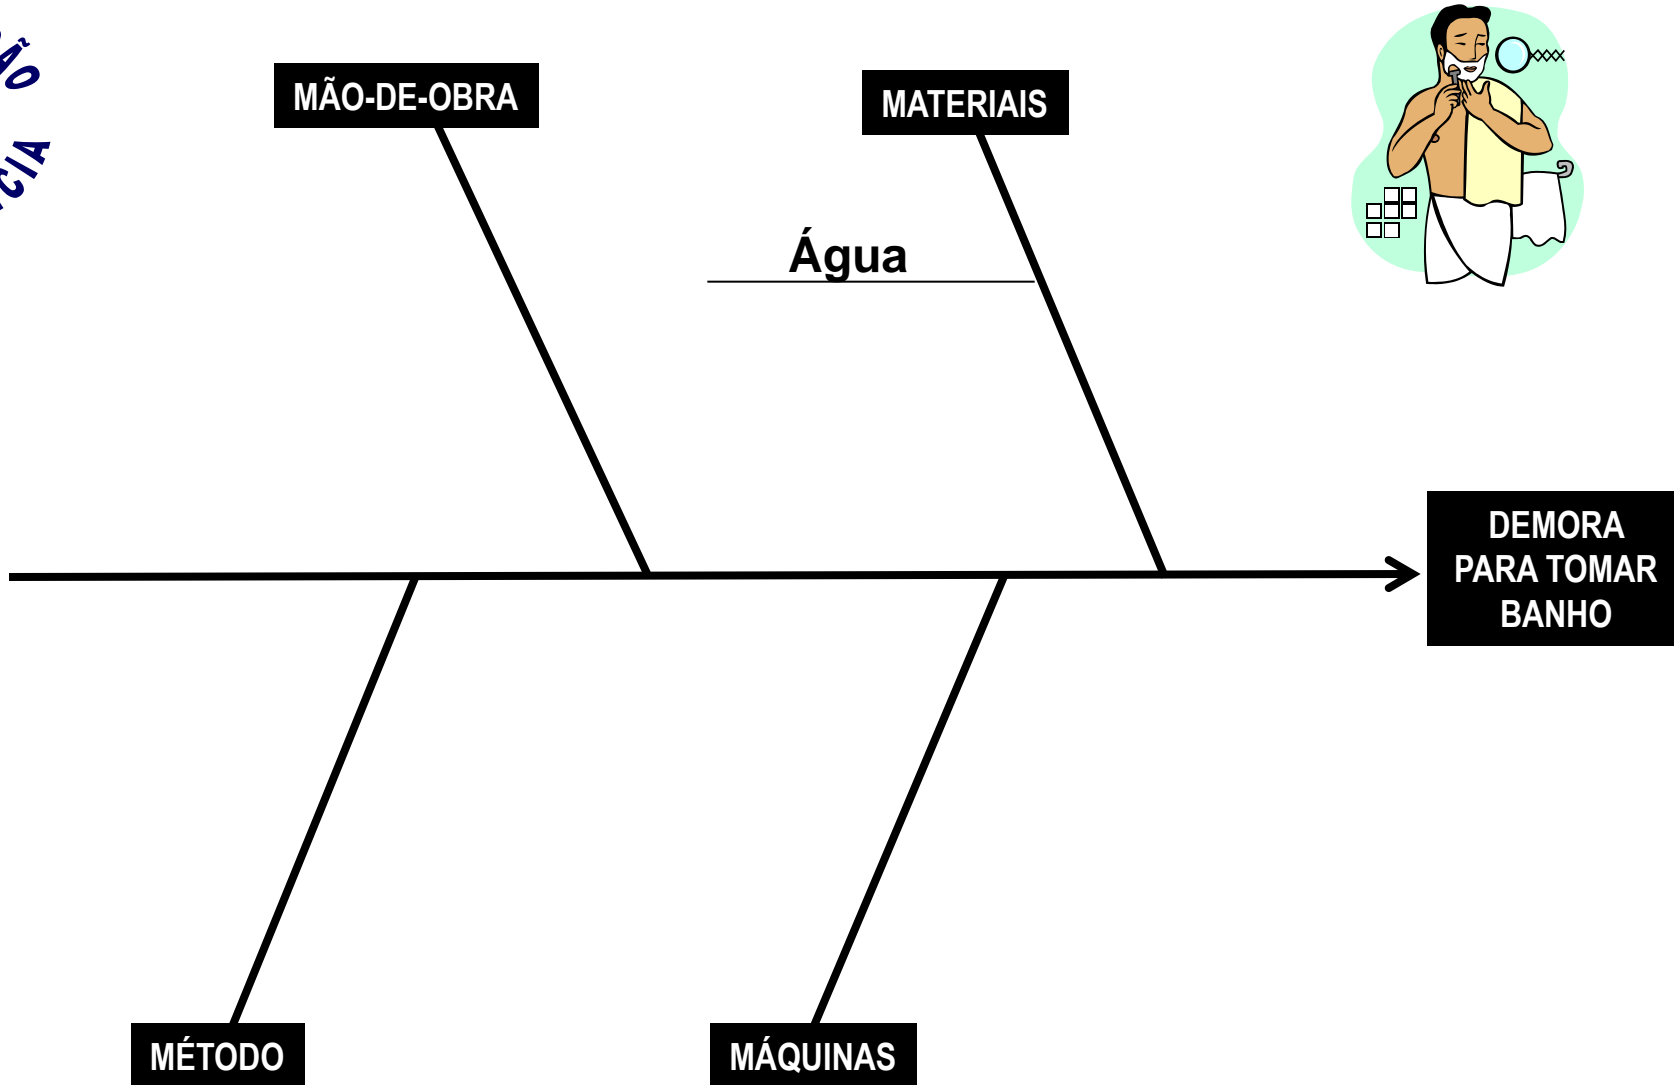 MÃO-DE-OBRA
MATERIAIS
Água
DEMORA
PARA TOMAR
BANHO
MÉTODO
MÁQUINAS